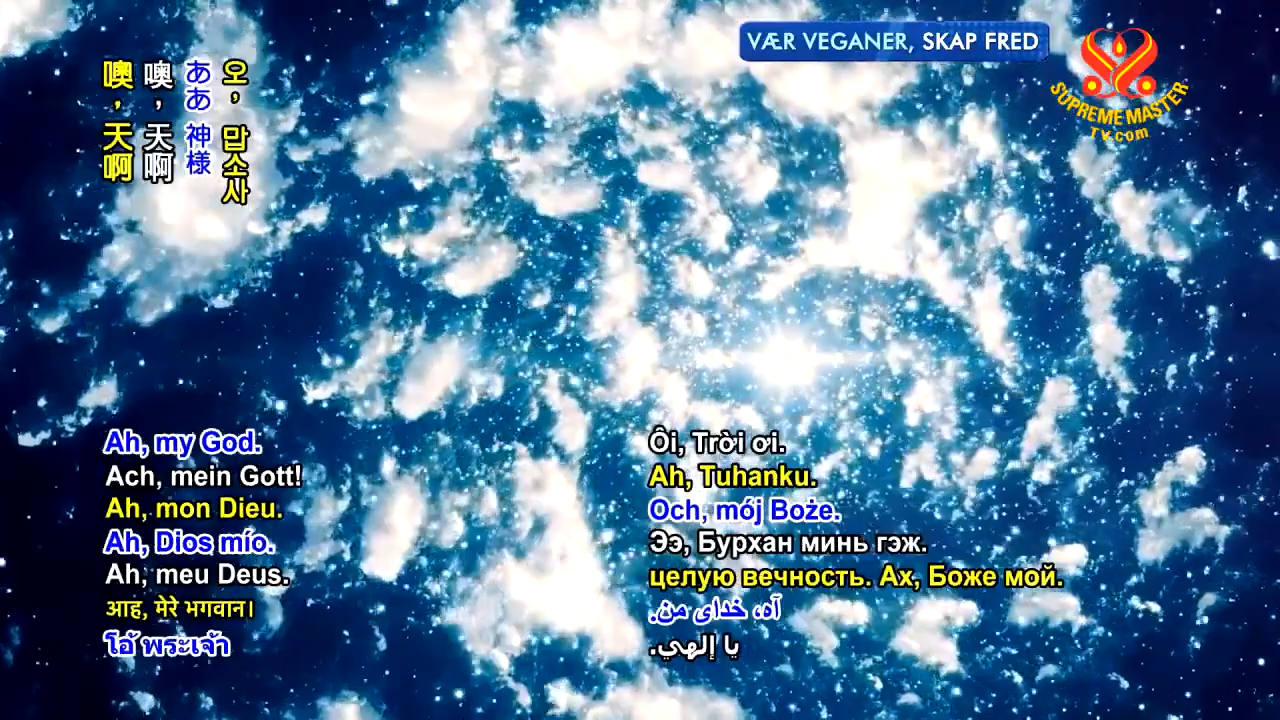 VÆR VEGANER, SKAP FRED
SUPREME MASTER
TV.com
噢，天啊
噢，天啊
ああ 神様
오, 맙소사
Ah, my God.
Ach, mein Gott!
Ah, mon Dieu.
Ah, Dios mío.
Ah, meu Deus.
आह, मेरे भगवान।
โอ้ พระเจ้า
Ôi, Trời ơi.
Ah, Tuhanku.
Och, mój Boże.
Ээ, Бурхан минь гэж.
целую вечность. Ах, Боже мой.
آه، خدای من.
يا إلهي.